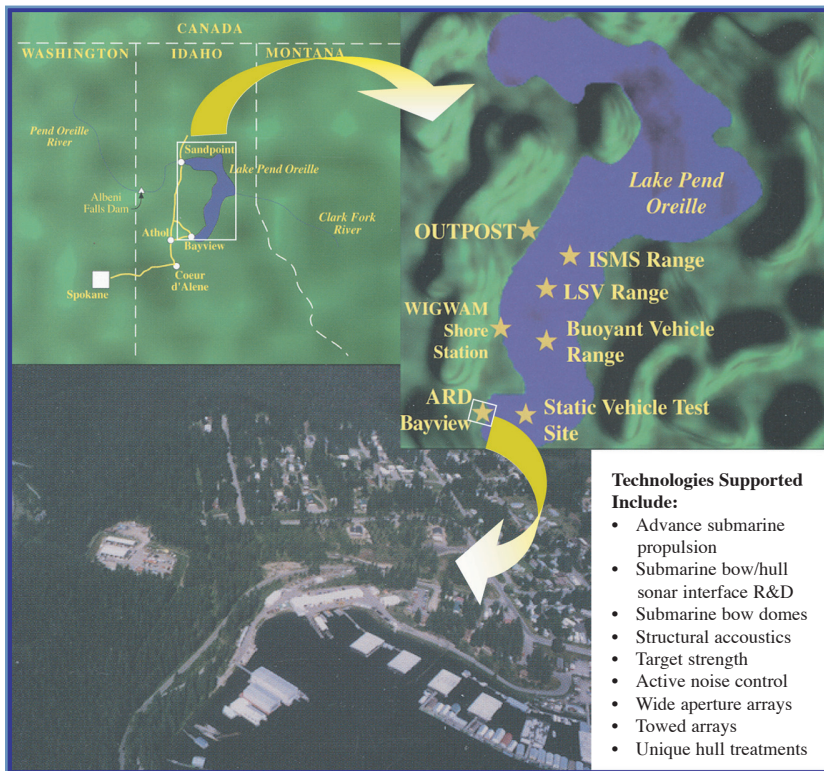 CANADA
WASHINGTON
IDAHO
MONTANA
Pend Oreille
River
Sandpoint
Lake Pend Oreille
Albeni
Falls Dam
Clark Fork
River
Athol
Bayview
Coeur
d'Alene
Spokane
Lake Pend
Oreille
OUTPOST
ISMS Range
LSV Range
WIGWAM
Shore
Station
Buoyant Vehicle
Range
ARD
Bayview
Static Vehicle Test
Site
Technologies Supported
Include:
• Advance submarine
propulsion
• Submarine bow/hull
sonar interface R&D
• Submarine bow domes
• Structural accoustics
• Target strength
• Active noise control
• Wide aperture arrays
• Towed arrays
• Unique hull treatments